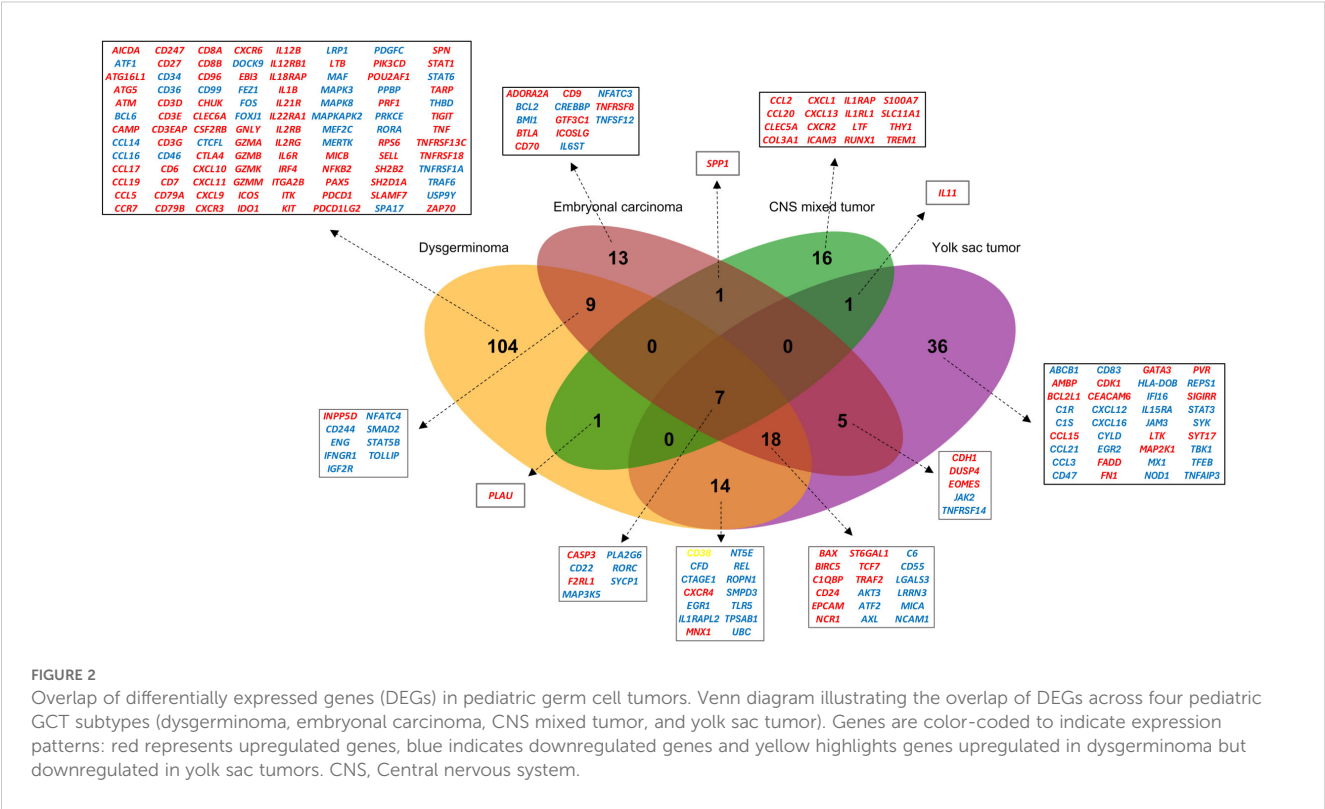 AICDA CD247 CD8A CXCR6 IL12B LRP1 PDGFC SPN
ATF1 CD27 CD8B DOCK9 IL12RB1 LTB PIK3CD STAT1
ATG16L1 CD34 CD96 EBI3 IL18RAP MAF POU2AF1 STAT6
ATG5 CD36 CD99 FEZ1 IL1B MAPK3 PPBP TARP
ATM CD3D CHUK FOS IL21R MAPK8 PRF1 THBD
BCL6 CD3E CLEC6A FOXJ1 IL22RA1 MAPKAPK2 PRKCE TIGIT
CAMP CD3EAP CSF2RB GNLY IL2RB MEF2C RORA TNF
CCL14 CD3G CTCFL GZMA IL2RG MERTK RPS6 TNFRSF13C
CCL16 CD46 CTLA4 GZMB IL6R MICB SELL TNFRSF18
CCL17 CD6 CXCL10 GZMK IRF4 NFKB2 SH2B2 TNFRSF1A
CCL19 CD7 CXCL11 GZMM ITGA2B PAX5 SH2D1A TRAF6
CCL5 CD79A CXCL9 ICOS ITK PDCD1 SLAMF7 USP9Y
CCR7 CD79B CXCR3 IDO1 KIT PDCD1LG2 SPA17 ZAP70
ADORA2A CD9 NFATC3
BCL2 CREBBP TNFRSF8
BMI1 GTF3C1 TNFSF12
BTLA ICOSLG
CD70 IL6ST
CCL2 CXCL1 IL1RAP S100A7
CCL20 CXCL13 IL1RL1 SLC11A1
CLEC5A CXCR2 LTF THY1
COL3A1 ICAM3 RUNX1 TREM1
SPP1
IL11
Embryonal carcinoma
CNS mixed tumor
Dysgerminoma
Yolk sac tumor
13
16
9
1
1
104
0
0
36
7
1
0
18
5
14
INPP5D NFATC4
CD244 SMAD2
ENG STAT5B
IFNGR1 TOLLIP
IGF2R
PLAU
ABCB1 CD83 GATA3 PVR
AMBP CDK1 HLA-DOB REPS1
BCL2L1 CEACAM6 IFI16 SIGIRR
C1R CXCL12 IL15RA STAT3
C1S CXCL16 JAM3 SYK
CCL15 CYLD LTK SYT17
CCL21 EGR2 MAP2K1 TBK1
CCL3 FADD MX1 TFEB
CD47 FN1 NOD1 TNFAIP3
CDH1
DUSP4
EOMES
JAK2
TNFRSF14
CASP3 PLA2G6
CD22 RORC
F2RL1 SYCP1
MAP3K5
CD38 NT5E
CFD REL
CTAGE1 ROPN1
CXCR4 SMPD3
EGR1 TLR5
IL1RAPL2 TPSAB1
MNX1 UBC
BAX ST6GAL1 C6
BIRC5 TCF7 CD55
C1QBP TRAF2 LGALS3
CD24 AKT3 LRRN3
EPCAM ATF2 MICA
NCR1 AXL NCAM1
FIGURE 2
Overlap of differentially expressed genes (DEGs) in pediatric germ cell tumors. Venn diagram illustrating the overlap of DEGs across four pediatric
GCT subtypes (dysgerminoma, embryonal carcinoma, CNS mixed tumor, and yolk sac tumor). Genes are color-coded to indicate expression
patterns: red represents upregulated genes, blue indicates downregulated genes and yellow highlights genes upregulated in dysgerminoma but
downregulated in yolk sac tumors. CNS, Central nervous system.